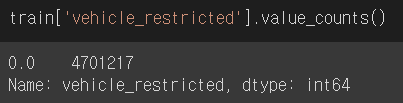 train['vehicle_restricted'].value_counts()
0.0    4701217
Name: vehicle_restricted, dtype: int64